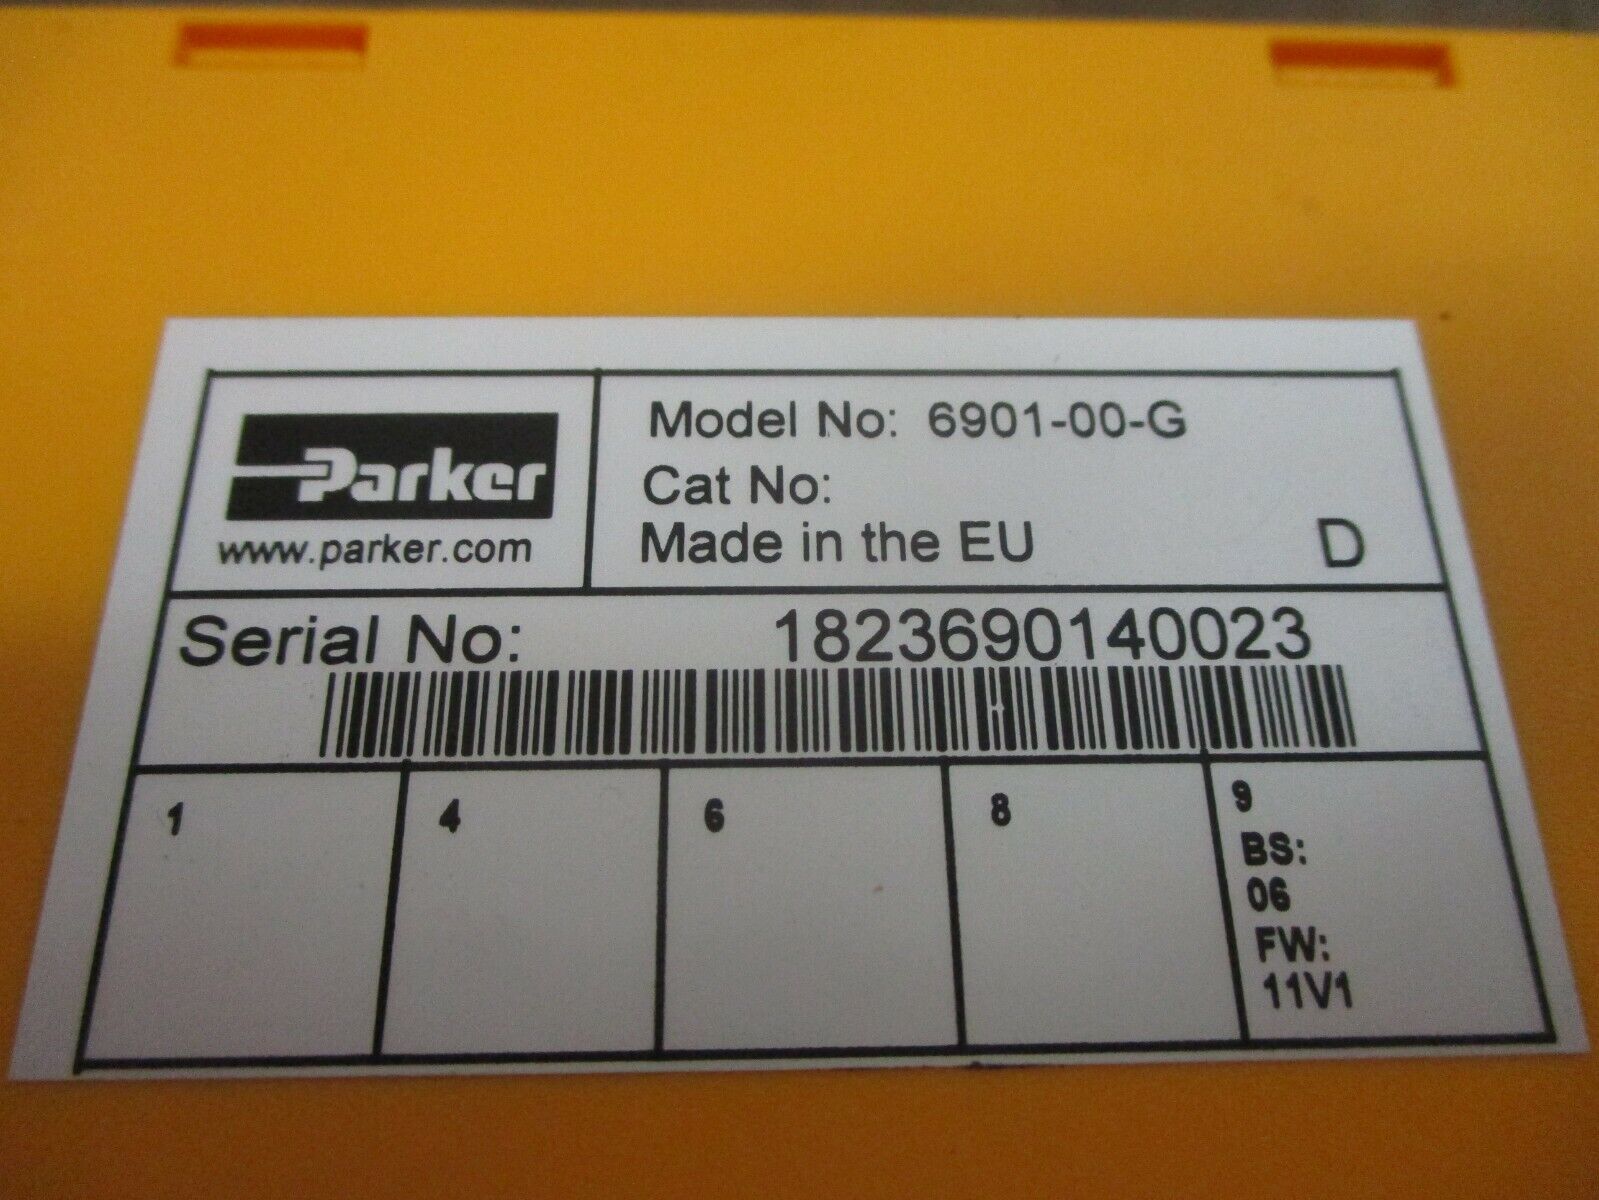 Parker
www.parker.com
Model No: 6901-00-G
Cat No:
Made in the EU
D
Serial No: 1823690140023
1
4
6
8
9
BS:
06
FW:
11V1